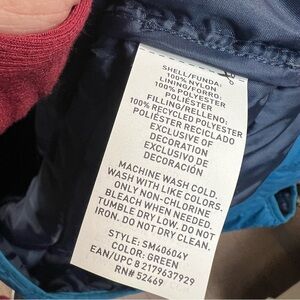 SHELL/FUNDA:
100% NYLON
LINING/FORRO:
100% POLYESTER
POLIÉSTER
FILLING/RELLENO:
100% RECYCLED POLYESTER
POLIÉSTER RECICLADO
EXCLUSIVE OF
DECORATION
EXCLUSIVO DE
DECORACIÓN
MACHINE WASH COLD.
WASH WITH LIKE COLORS.
ONLY NON-CHLORINE
BLEACH WHEN NEEDED.
TUMBLE DRY LOW. DO NOT
IRON. DO NOT DRY CLEAN.
STYLE: SM40604Y
COLOR: GREEN
EAN/UPC 8 2179637929
RN# 52469